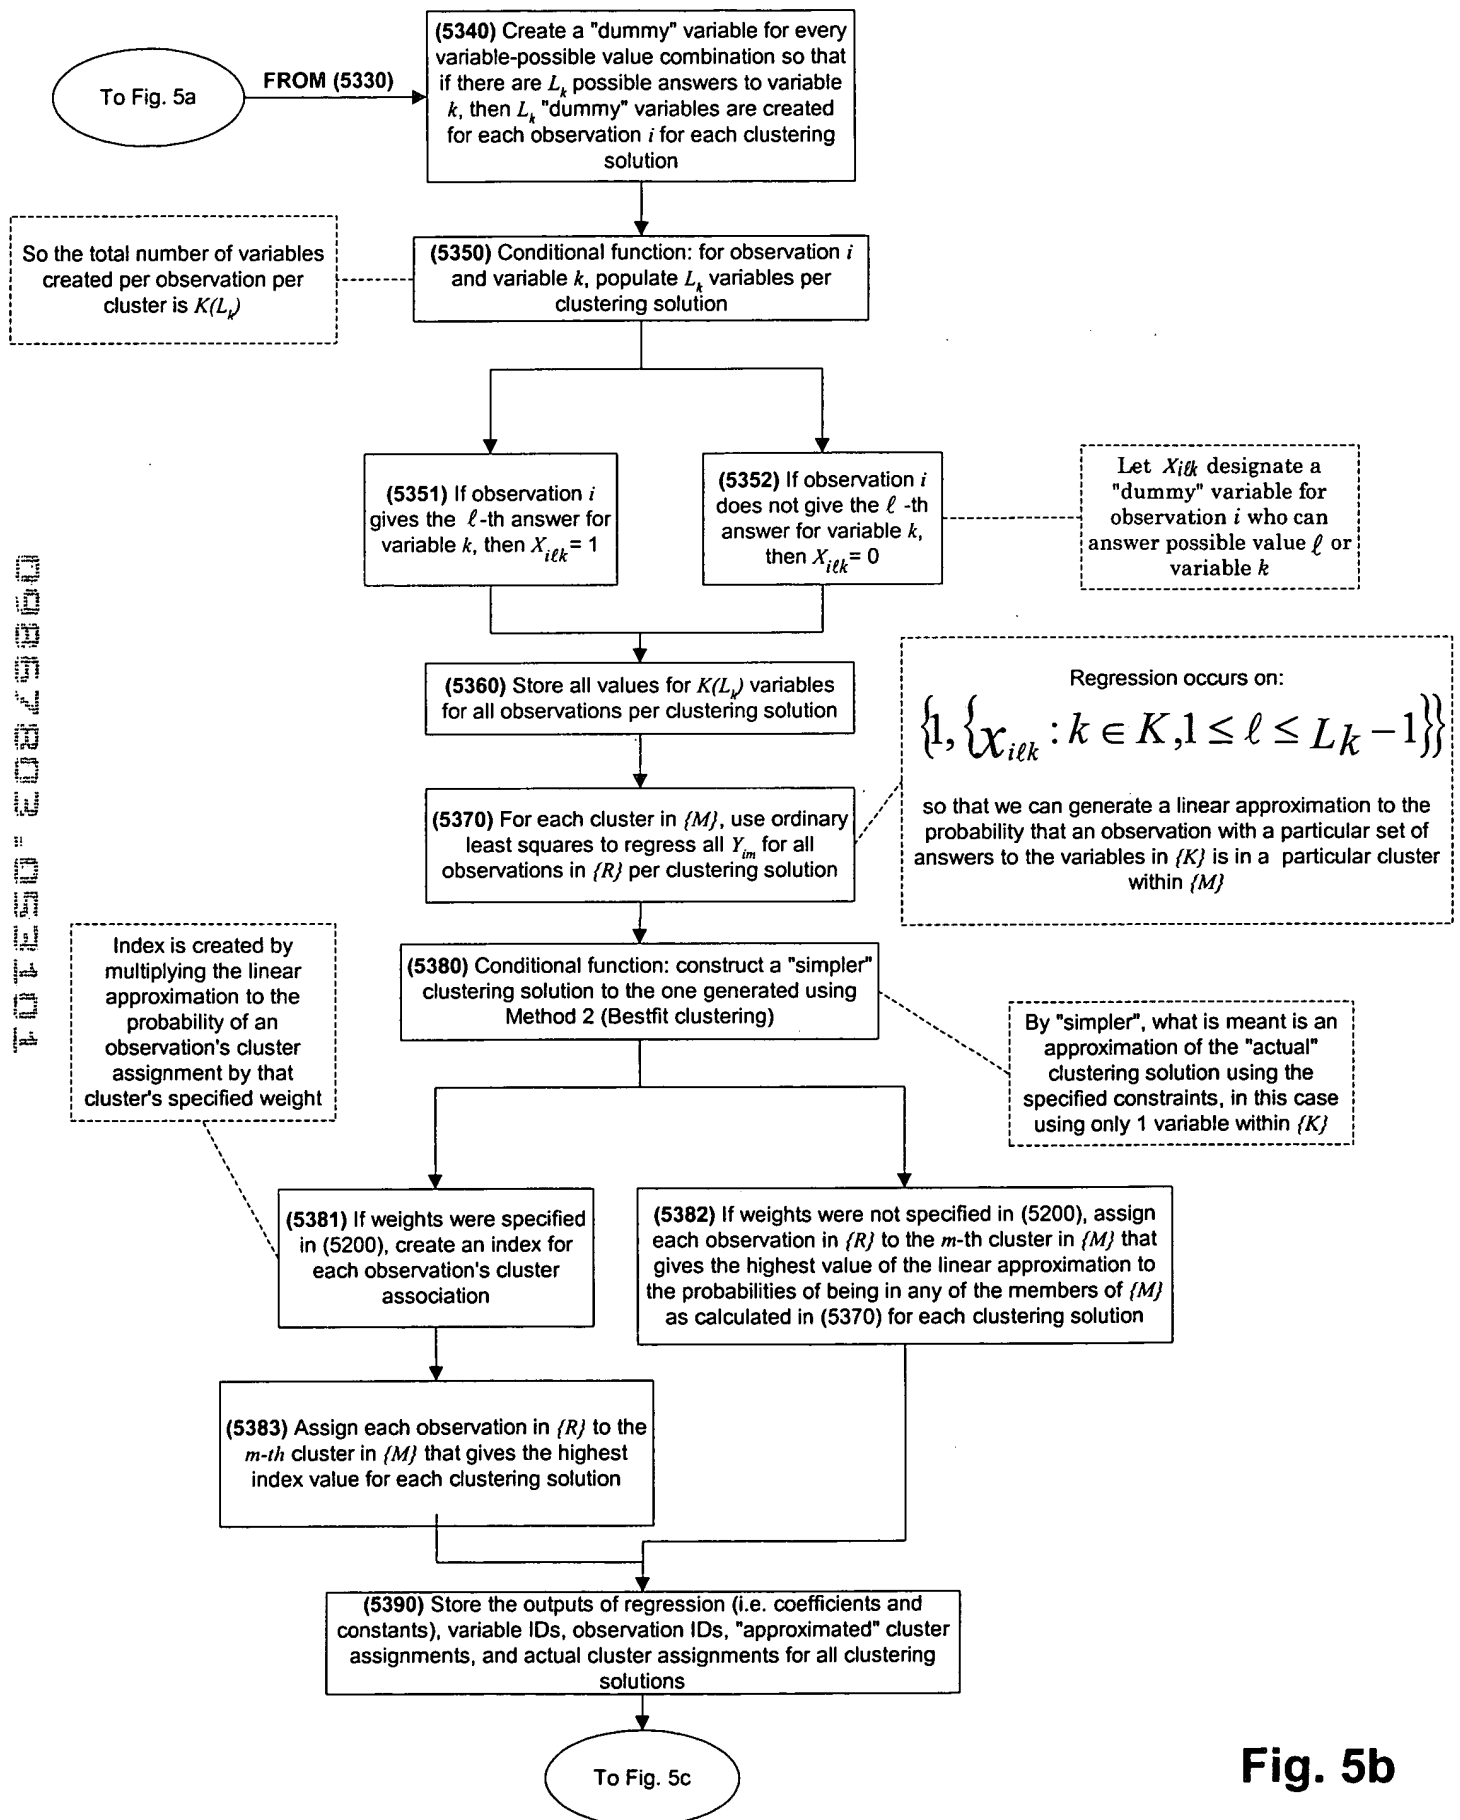 To Fig. 5a
FROM (5330)
(5340) Create a "dummy" variable for every
variable-possible value combination so that
if there are Lk possible answers to variable
k, then Lk "dummy" variables are created
for each observation i for each clustering
solution
So the total number of variables
created per observation per
cluster is K(Lk)
(5350) Conditional function: for observation i
and variable k, populate Lk variables per
clustering solution
(5351) If observation i
gives the ℓ-th answer for
variable k, then Xiℓk = 1
(5352) If observation i
does not give the ℓ -th
answer for variable k,
then Xiℓk = 0
Let Xiℓk designate a
"dummy" variable for
observation i who can
answer possible value ℓ or
variable k
(5360) Store all values for K(Lk) variables
for all observations per clustering solution
Regression occurs on:
{1, {xiℓk : k ∈ K,1 ≤ ℓ ≤ Lk − 1}}
so that we can generate a linear approximation to the
probability that an observation with a particular set of
answers to the variables in {K} is in a particular cluster
within {M}
(5370) For each cluster in {M}, use ordinary
least squares to regress all Yim for all
observations in {R} per clustering solution
Index is created by
multiplying the linear
approximation to the
probability of an
observation's cluster
assignment by that
cluster's specified weight
(5380) Conditional function: construct a "simpler"
clustering solution to the one generated using
Method 2 (Bestfit clustering)
By "simpler", what is meant is an
approximation of the "actual"
clustering solution using the
specified constraints, in this case
using only 1 variable within {K}
(5381) If weights were specified
in (5200), create an index for
each observation's cluster
association
(5382) If weights were not specified in (5200), assign
each observation in {R} to the m-th cluster in {M} that
gives the highest value of the linear approximation to
the probabilities of being in any of the members of {M}
as calculated in (5370) for each clustering solution
(5383) Assign each observation in {R} to the
m-th cluster in {M} that gives the highest
index value for each clustering solution
(5390) Store the outputs of regression (i.e. coefficients and
constants), variable IDs, observation IDs, "approximated" cluster
assignments, and actual cluster assignments for all clustering
solutions
To Fig. 5c
Fig. 5b
09867803.053101